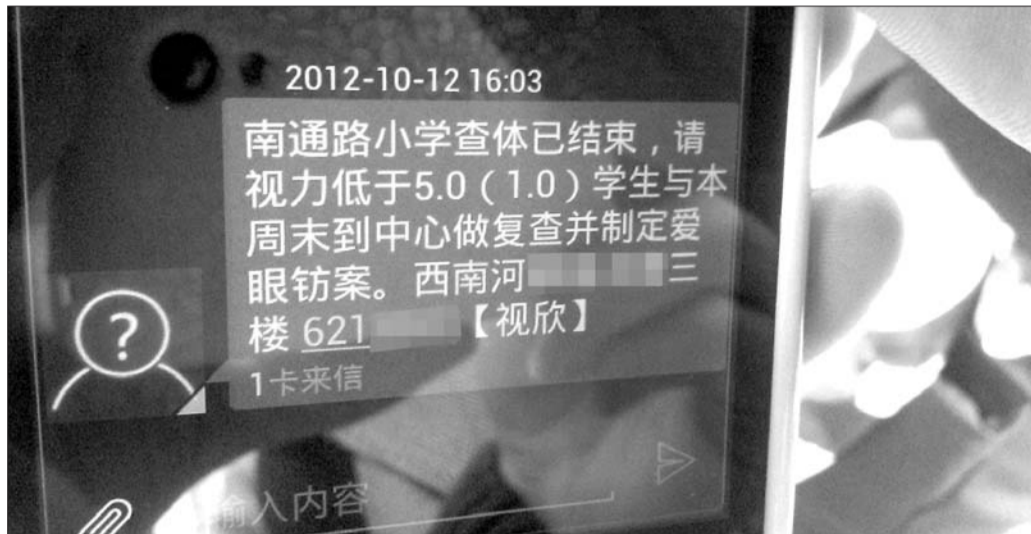 2012-10-12 16:03
南通路小学查体已结束，请
视力低于5.0（1.0）学生与本
周末到中心做复查并制定爱
眼钫案。西南河三
楼 621【视欣】
1卡来信
输入内容